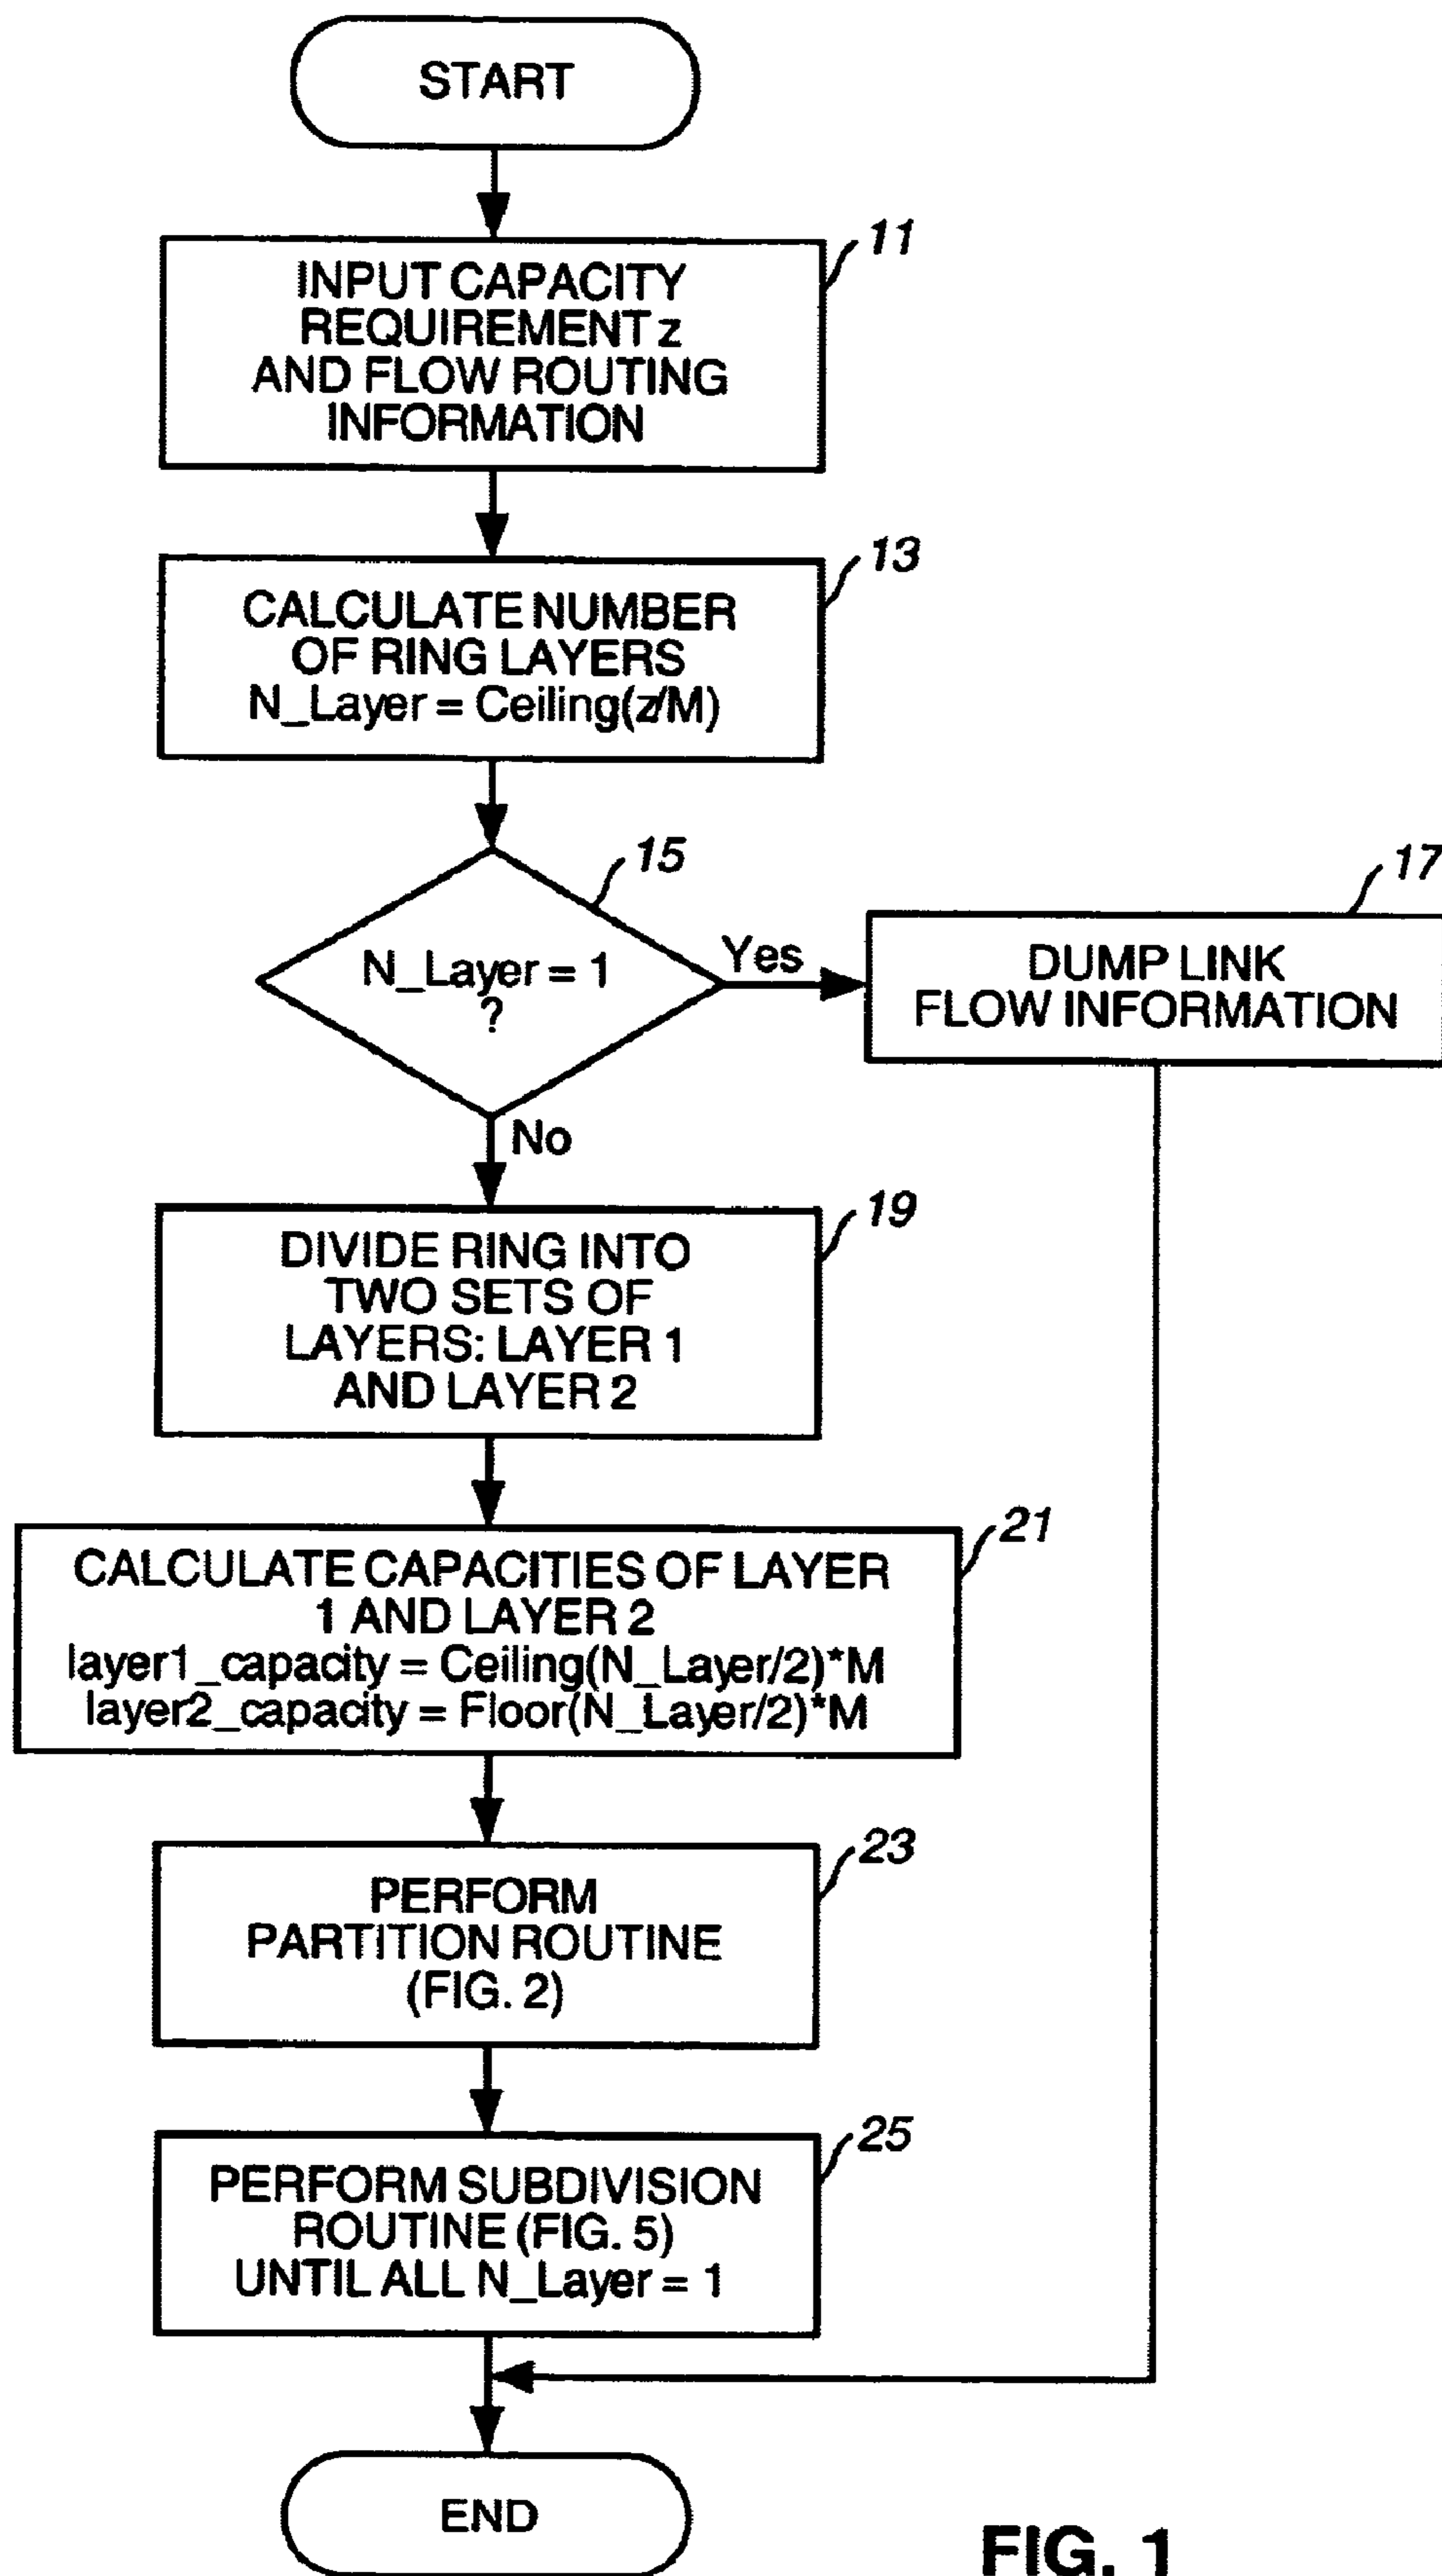 START
11
INPUT CAPACITY
REQUIREMENT z
AND FLOW ROUTING
INFORMATION
13
CALCULATE NUMBER
OF RING LAYERS
N_Layer = Ceiling(z/M)
15
N_Layer = 1
?
Yes
17
DUMP LINK
FLOW INFORMATION
No
19
DIVIDE RING INTO
TWO SETS OF
LAYERS: LAYER 1
AND LAYER 2
21
CALCULATE CAPACITIES OF LAYER
1 AND LAYER 2
layer1_capacity = Ceiling(N_Layer/2)*M
layer2_capacity = Floor(N_Layer/2)*M
23
PERFORM
PARTITION ROUTINE
(FIG. 2)
25
PERFORM SUBDIVISION
ROUTINE (FIG. 5)
UNTIL ALL N_Layer = 1
END
FIG. 1